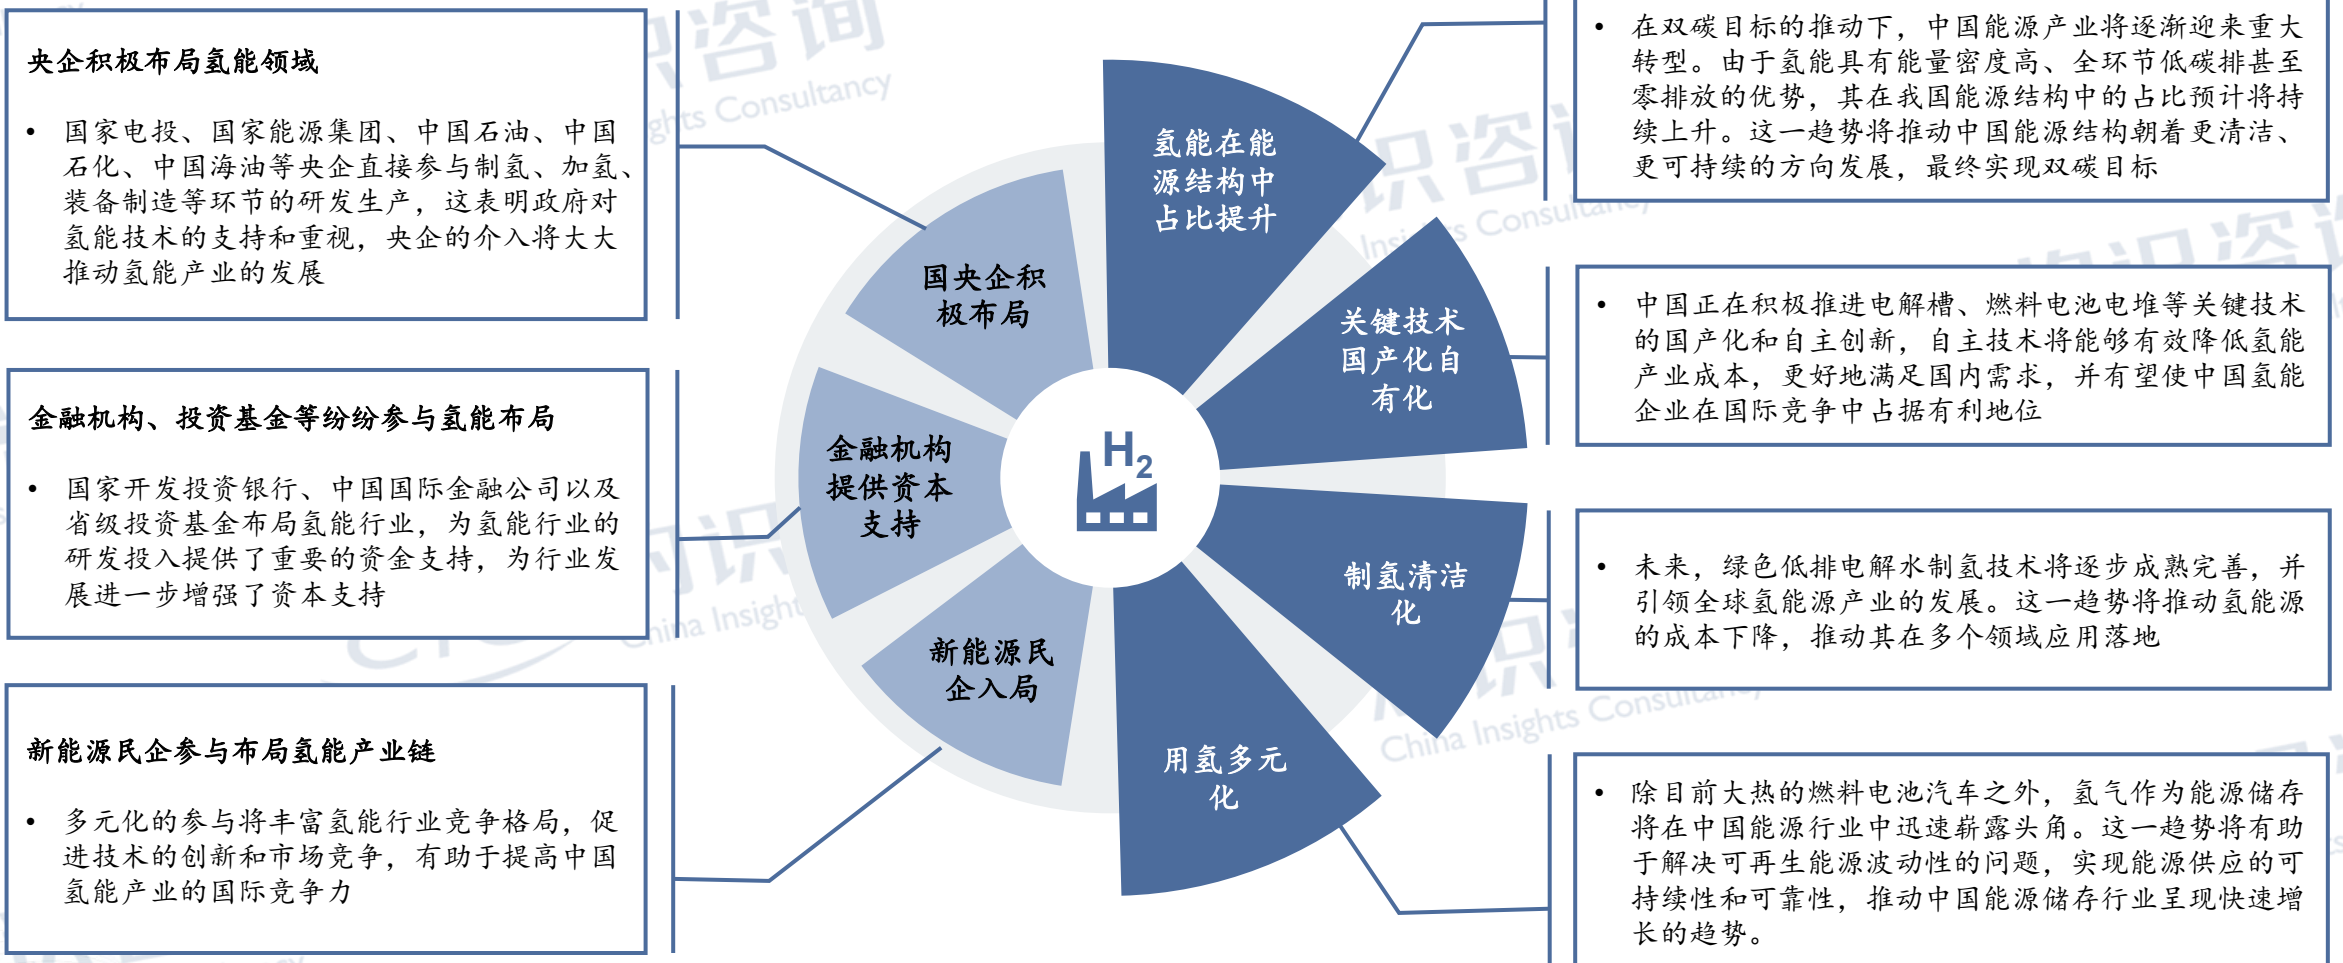 央企积极布局氢能领域
• 国家电投、国家能源集团、中国石油、中国
石化、中国海油等央企直接参与制氢、加氢、
装备制造等环节的研发生产，这表明政府对
氢能技术的支持和重视，央企的介入将大大
推动氢能产业的发展
金融机构、投资基金等纷纷参与氢能布局
• 国家开发投资银行、中国国际金融公司以及
省级投资基金布局氢能行业，为氢能行业的
研发投入提供了重要的资金支持，为行业发
展进一步增强了资本支持
新能源民企参与布局氢能产业链
• 多元化的参与将丰富氢能行业竞争格局，促
进技术的创新和市场竞争，有助于提高中国
氢能产业的国际竞争力
国央企积
极布局
金融机构
提供资本
支持
新能源民
企入局
H2
氢能在能
源结构中
占比提升
关键技术
国产化自
有化
制氢清洁
化
用氢多元
化
• 在双碳目标的推动下，中国能源产业将逐渐迎来重大
转型。由于氢能具有能量密度高、全环节低碳排甚至
零排放的优势，其在我国能源结构中的占比预计将持
续上升。这一趋势将推动中国能源结构朝着更清洁、
更可持续的方向发展，最终实现双碳目标
• 中国正在积极推进电解槽、燃料电池电堆等关键技术
的国产化和自主创新，自主技术将能够有效降低氢能
产业成本，更好地满足国内需求，并有望使中国氢能
企业在国际竞争中占据有利地位
• 未来，绿色低排电解水制氢技术将逐步成熟完善，并
引领全球氢能源产业的发展。这一趋势将推动氢能源
的成本下降，推动其在多个领域应用落地
• 除目前大热的燃料电池汽车之外，氢气作为能源储存
将在中国能源行业中迅速崭露头角。这一趋势将有助
于解决可再生能源波动性的问题，实现能源供应的可
持续性和可靠性，推动中国能源储存行业呈现快速增
长的趋势。
识咨询
ghts Consultancy
识咨
Insights Consultancy
识咨询
China Insights
China Insights Consultancy